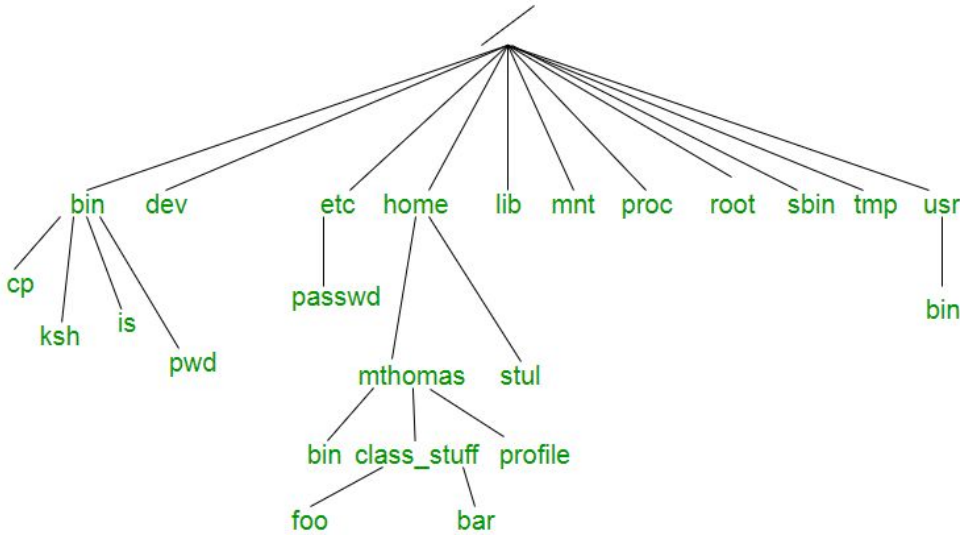 /
bin dev etc home lib mnt proc root sbin tmp usr
cp
passwd
bin
ksh
is
pwd
mthomas stul
bin class_stuff profile
foo bar